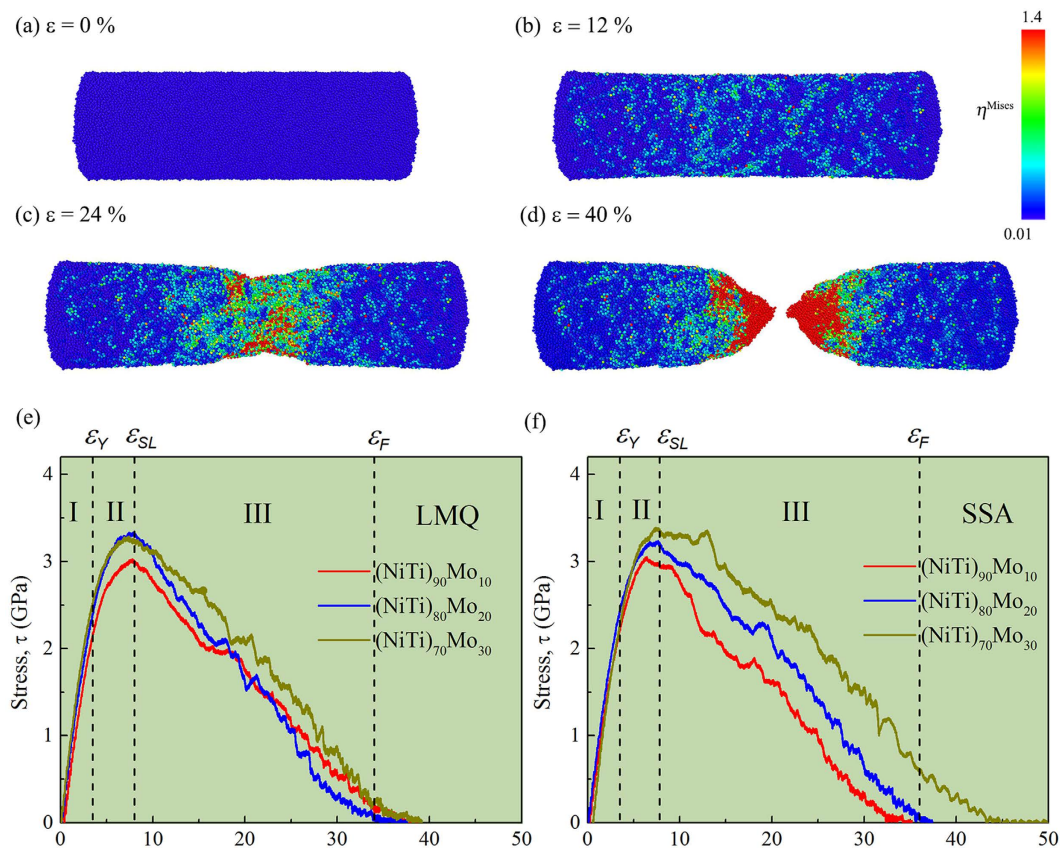 (a) ε = 0 %
(b) ε = 12 %
1.4
η^Mises
0.01
(c) ε = 24 %
(d) ε = 40 %
(e)
ε_Y
ε_SL
ε_F
I
II
III
LMQ
(NiTi)₉₀Mo₁₀
(NiTi)₈₀Mo₂₀
(NiTi)₇₀Mo₃₀
Stress, τ (GPa)
4
3
2
1
0
0 10 20 30 40 50
(f)
ε_Y
ε_SL
ε_F
I
II
III
SSA
(NiTi)₉₀Mo₁₀
(NiTi)₈₀Mo₂₀
(NiTi)₇₀Mo₃₀
Stress, τ (GPa)
4
3
2
1
0
0 10 20 30 40 50